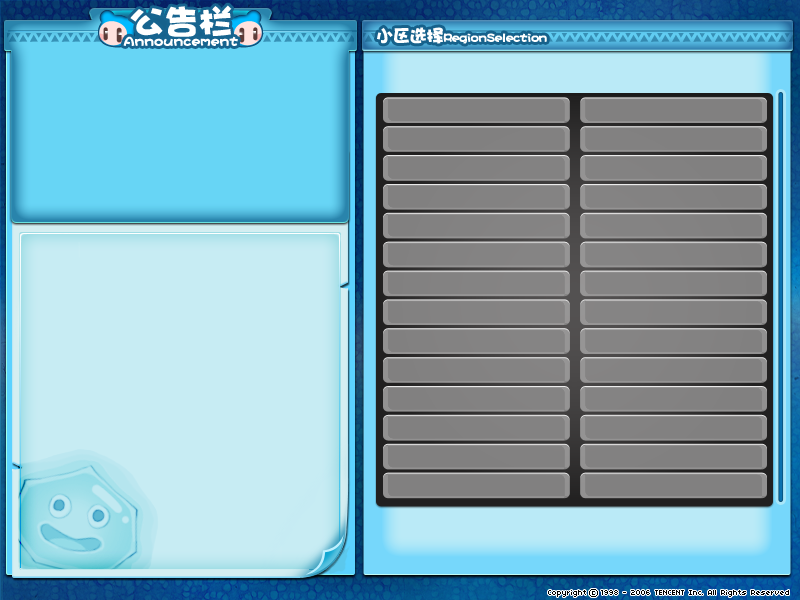 公告栏
Announcement
小区选择RegionSelection
Copyright © 1998 - 2006 TENCENT Inc. All Rights Reserved